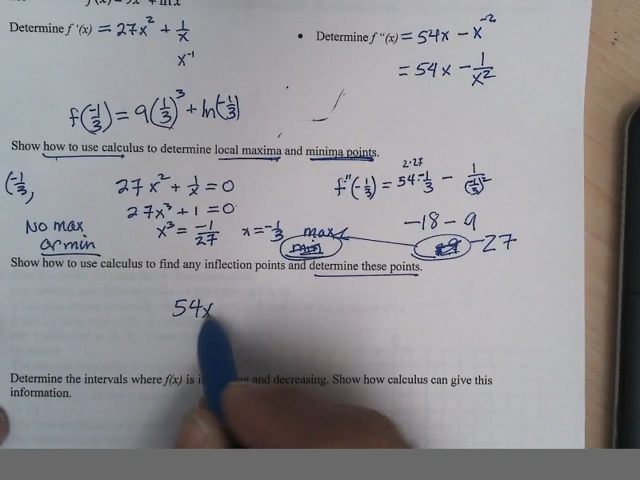 Determine f'(x) = 27x² + 1/x
x⁻¹
• Determine f"(x) = 54x - x⁻²
= 54x - 1/x²
f(-1/3) = 9(-1/3)³ + ln(-1/3)
Show how to use calculus to determine local maxima and minima points.
(-1/3,
No max
or min
27x² + 1/x = 0
27x³ + 1 = 0
x³ = -1/27 x = -1/3 max
2·27
f"(-1/3) = 54·-1/3 - 1/(-1/3)²
-18 - 9
-27
Show how to use calculus to find any inflection points and determine these points.
54x
Determine the intervals where f(x) is and decreasing. Show how calculus can give this
information.